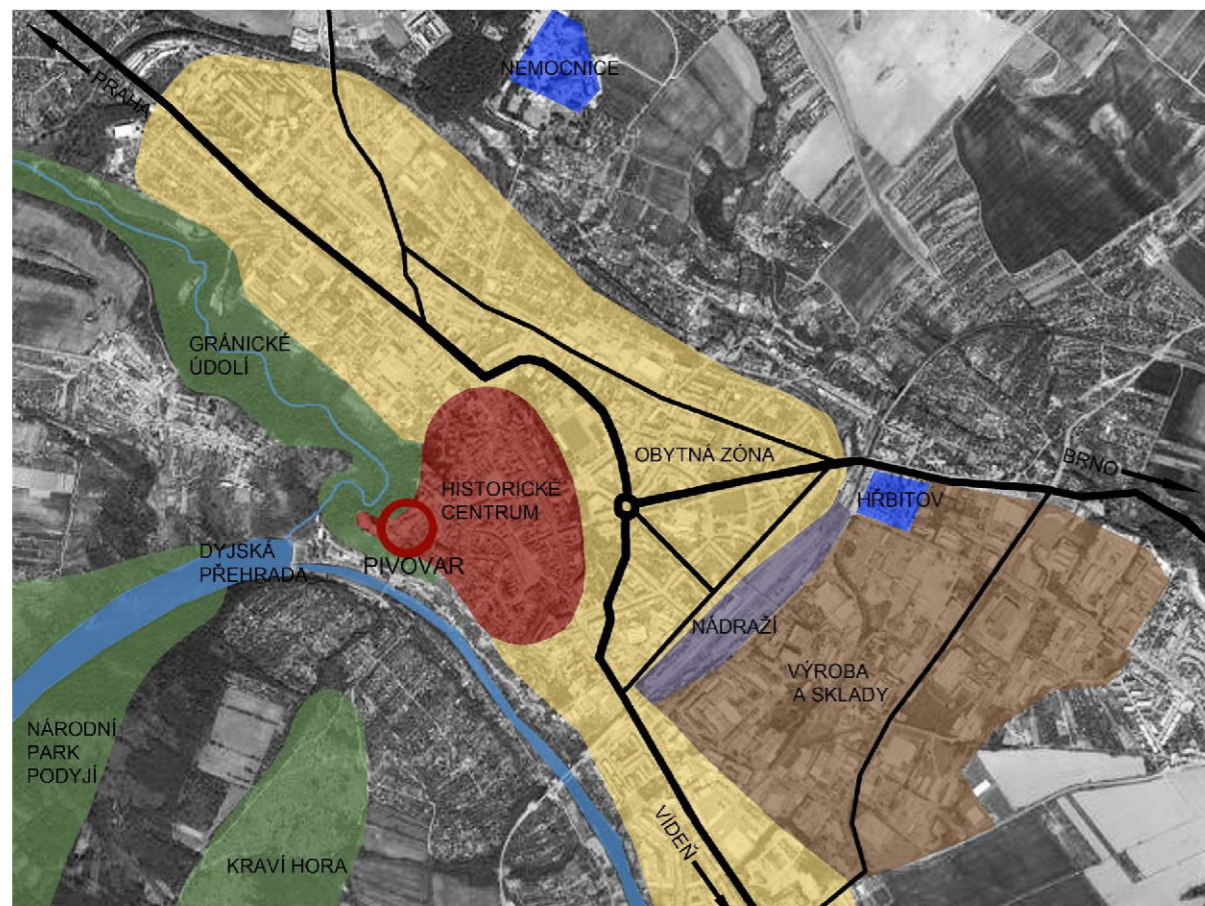 NEMOCNICE
PRAHA
GRÁNICKÉ
ÚDOLÍ
OBYTNÁ ZÓNA
BRNO
HISTORICKÉ
CENTRUM
HŘBITOV
DYJSKÁ
PŘEHRADA
PIVOVAR
NÁDRAŽÍ
VÝROBA
A SKLADY
NÁRODNÍ
PARK
PODYJÍ
VÍDEŇ
KRAVÍ HORA